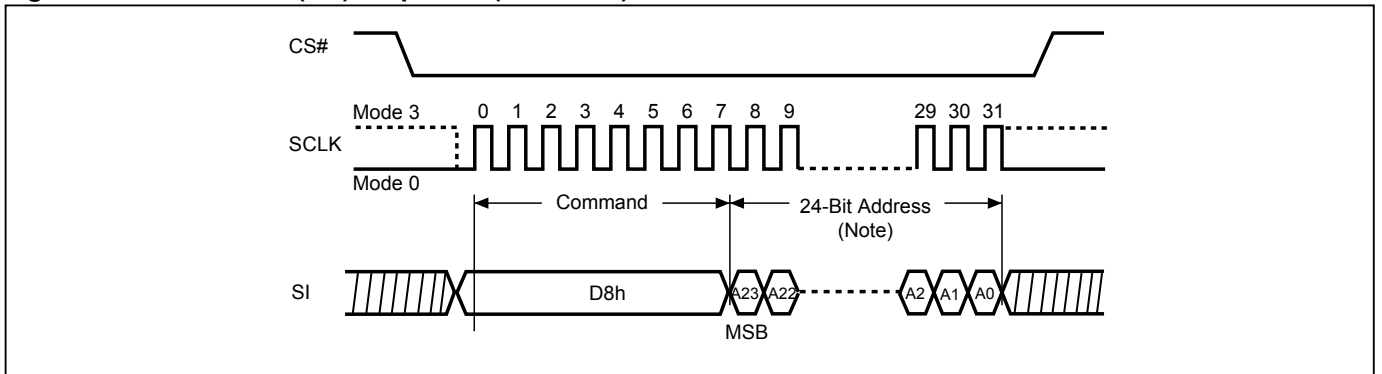 CS#
Mode 3
0 1 2 3 4 5 6 7 8 9 29 30 31
SCLK
Mode 0
Command
24-Bit Address
(Note)
SI
D8h
A23 A22 A2 A1 A0
MSB